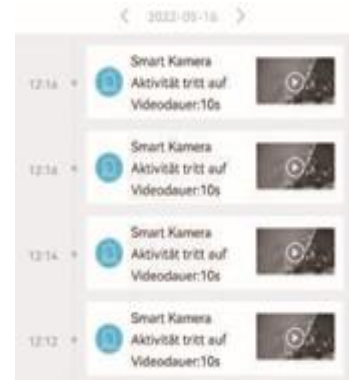 2022-05-16
12:16
Smart Kamera
Aktivität tritt auf
Videodauer:10s
12:16
Smart Kamera
Aktivität tritt auf
Videodauer:10s
12:14
Smart Kamera
Aktivität tritt auf
Videodauer:10s
12:12
Smart Kamera
Aktivität tritt auf
Videodauer:10s